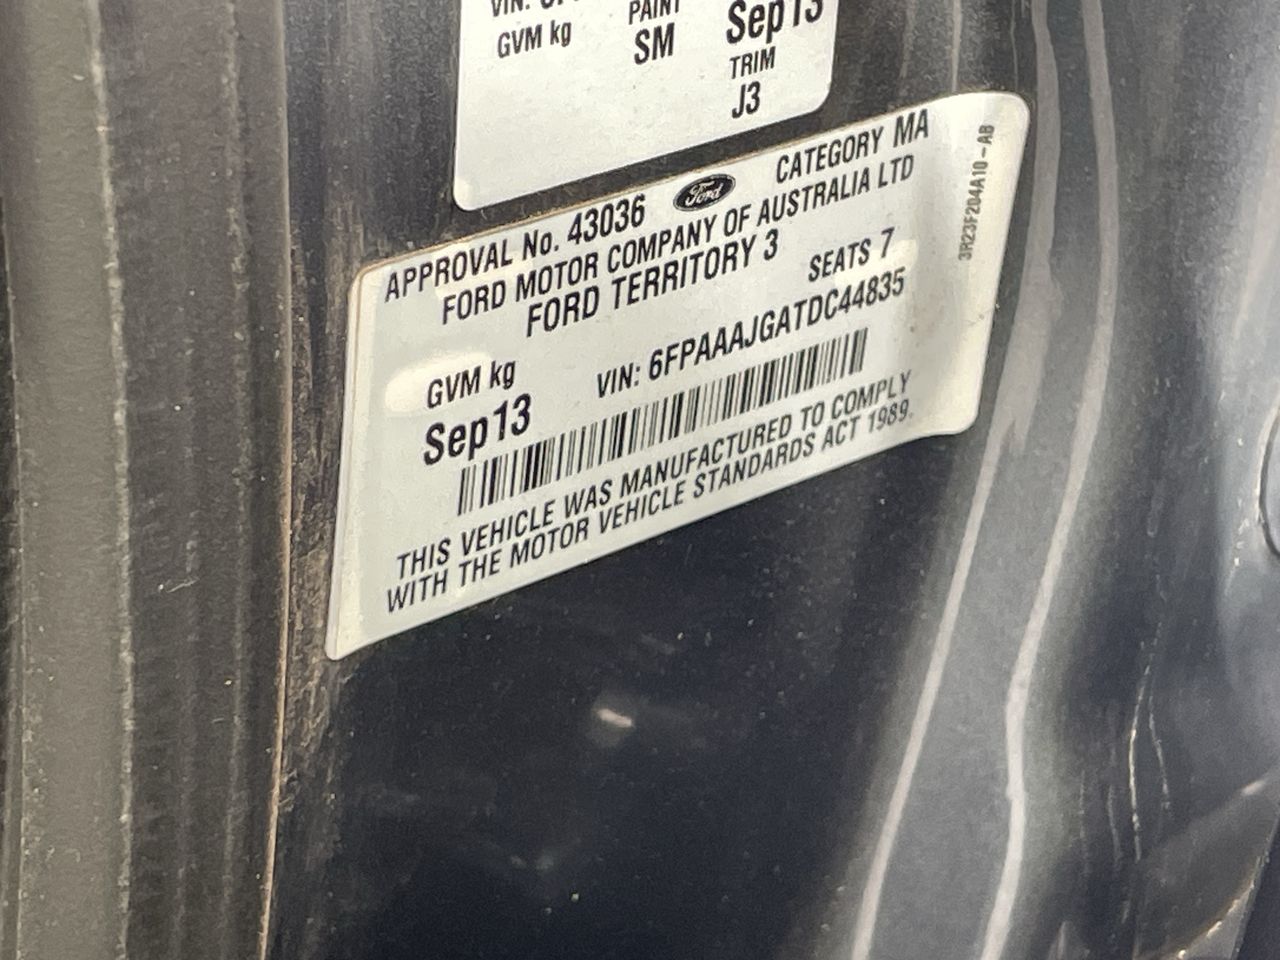 VIN:
GVM kg
PAINT
SM
Sep13
TRIM
J3
APPROVAL No. 43036 Ford CATEGORY MA
FORD MOTOR COMPANY OF AUSTRALIA LTD
FORD TERRITORY 3
SEATS 7
GVM kg
VIN: 6FPAAAJGATDC44835
Sep13
THIS VEHICLE WAS MANUFACTURED TO COMPLY
WITH THE MOTOR VEHICLE STANDARDS ACT 1989.
3R23F204A10-AB